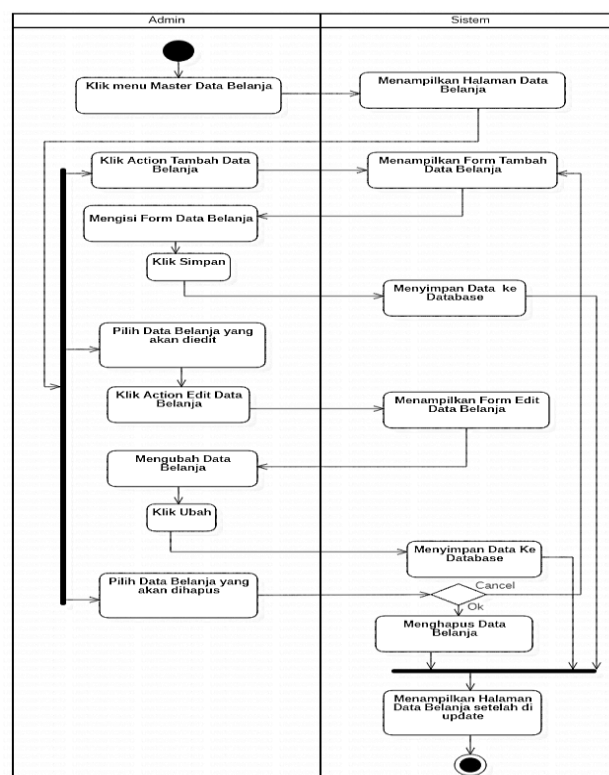 Admin
Sistem
Klik menu Master Data Belanja
Menampilkan Halaman Data
Belanja
Klik Action Tambah Data
Belanja
Menampilkan Form Tambah
Data Belanja
Mengisi Form Data Belanja
Klik Simpan
Menyimpan Data ke
Database
Pilih Data Belanja yang
akan diedit
Klik Action Edit Data
Belanja
Menampilkan Form Edit
Data Belanja
Mengubah Data
Belanja
Klik Ubah
Menyimpan Data Ke
Database
Pilih Data Belanja yang
akan dihapus
Cancel
Ok
Menghapus Data
Belanja
Menampilkan Halaman
Data Belanja setelah di
update